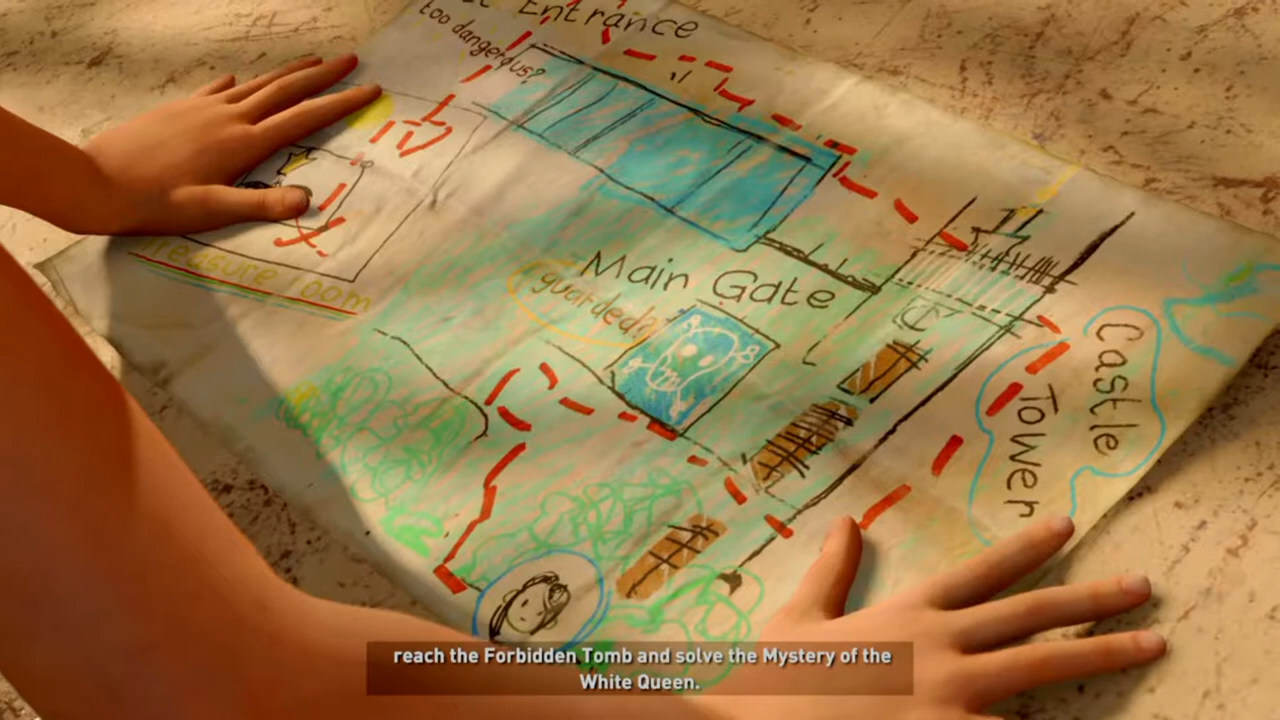 Entrance
too dangerous?
Main Gate
guarded
Treasure room
Castle
Tower
reach the Forbidden Tomb and solve the Mystery of the
White Queen.